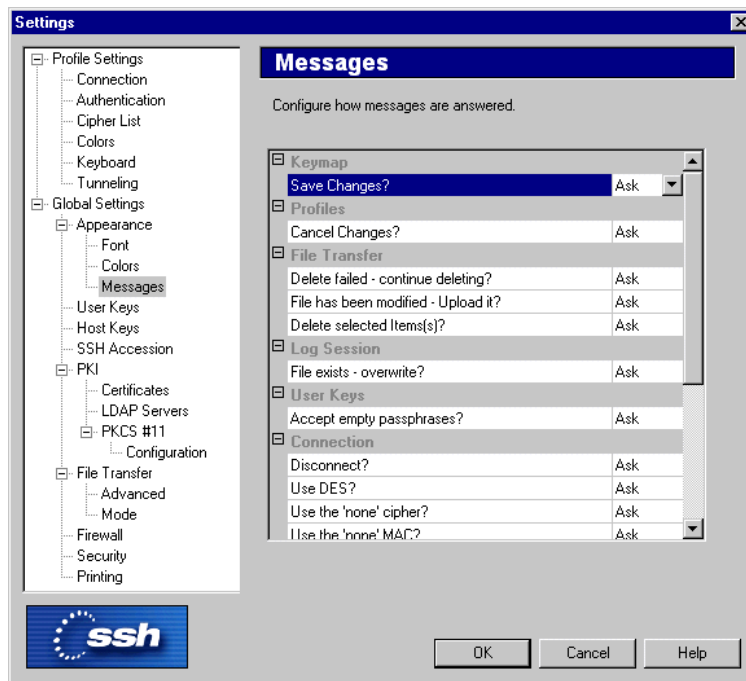 Settings
Profile Settings
Connection
Authentication
Cipher List
Colors
Keyboard
Tunneling
Global Settings
Appearance
Font
Colors
Messages
User Keys
Host Keys
SSH Accession
PKI
Certificates
LDAP Servers
PKCS #11
Configuration
File Transfer
Advanced
Mode
Firewall
Security
Printing
ssh
Messages
Configure how messages are answered.
Keymap
Save Changes? Ask
Profiles
Cancel Changes? Ask
File Transfer
Delete failed - continue deleting? Ask
File has been modified - Upload it? Ask
Delete selected Items(s)? Ask
Log Session
File exists - overwrite? Ask
User Keys
Accept empty passphrases? Ask
Connection
Disconnect? Ask
Use DES? Ask
Use the 'none' cipher? Ask
Use the 'none' MAC? Ask
OK Cancel Help